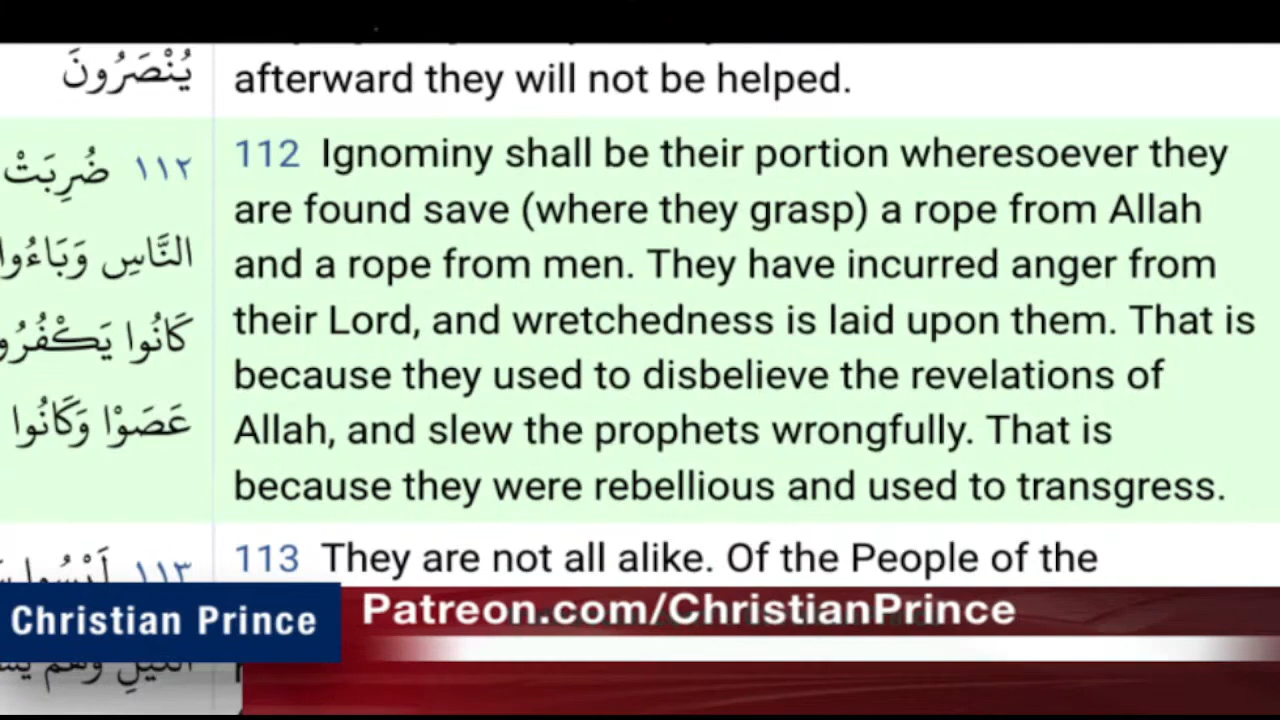 يُنْصَرُونَ
afterward they will not be helped.
١١٢ ضُرِبَتْ
النَّاسِ وَبَاءُوا
كَانُوا يَكْفُرُو
عَصَوْا وَكَانُوا
112 Ignominy shall be their portion wheresoever they
are found save (where they grasp) a rope from Allah
and a rope from men. They have incurred anger from
their Lord, and wretchedness is laid upon them. That is
because they used to disbelieve the revelations of
Allah, and slew the prophets wrongfully. That is
because they were rebellious and used to transgress.
١١٣
113 They are not all alike. Of the People of the
Christian Prince
Patreon.com/ChristianPrince